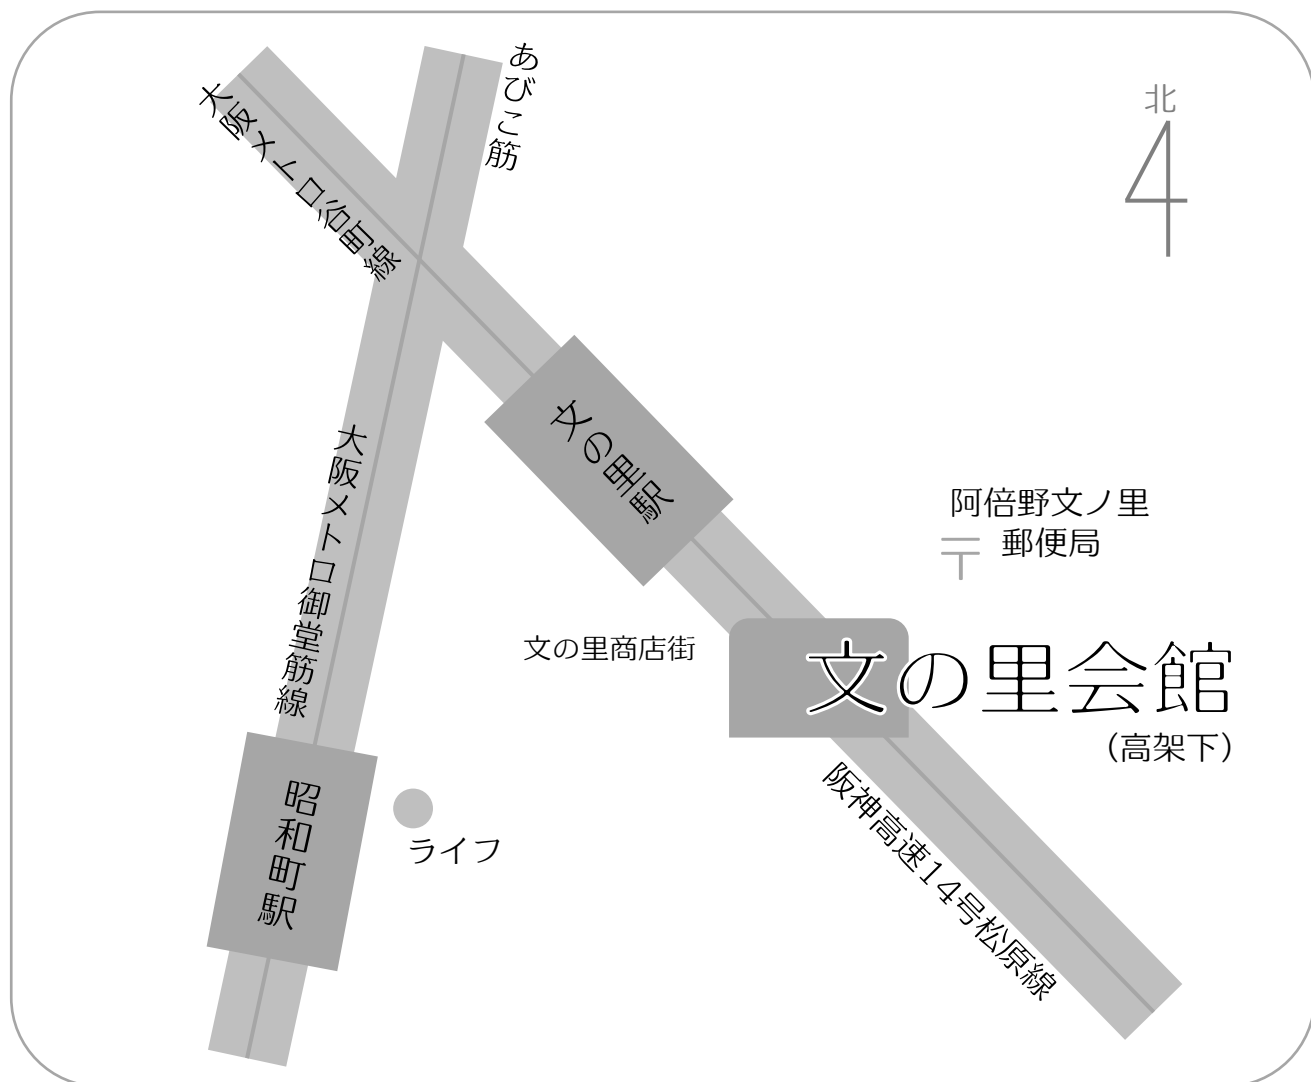 あびこ筋
北
大阪メトロ谷町線
文の里駅
大阪メトロ御堂筋線
阿倍野文ノ里
郵便局
文の里商店街
文の里会館
（高架下）
阪神高速14号松原線
昭和町駅
ライフ